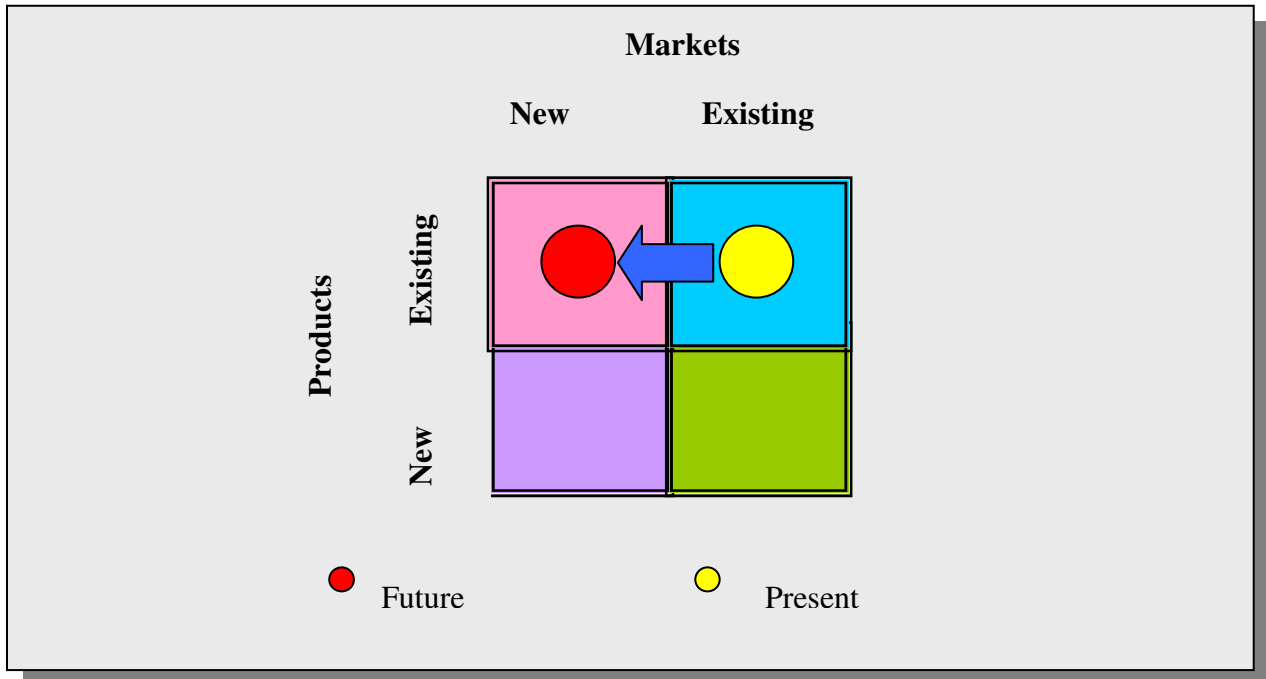 Markets
New Existing
Products
Existing
New
Future Present